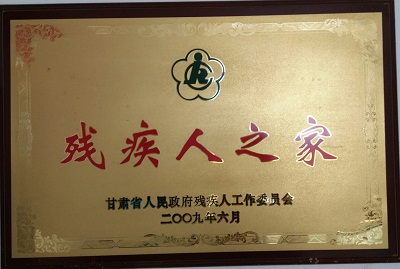 残疾人之家
甘肃省人民政府残疾人工作委员会
二〇〇九年六月